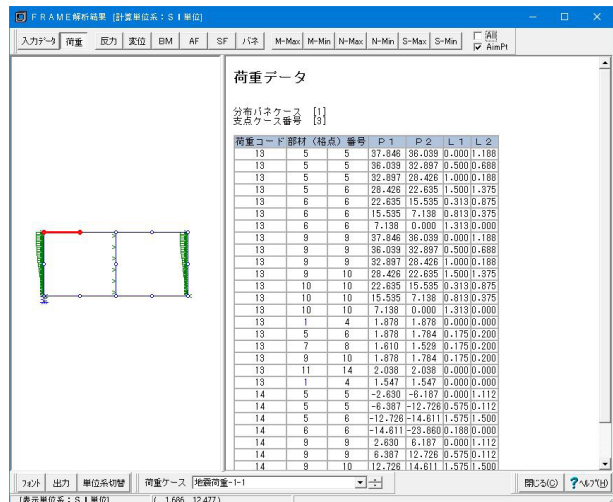 FRAME解析結果 [計算単位系:SI単位]
入力データ 荷重 反力 変位 BM AF SF バネ M-Max M-Min N-Max N-Min S-Max S-Min All
AimPt
荷重データ
分布バネケース [1]
支点ケース番号 [3]
荷重コード 部材(格点)番号 P1 P2 L1 L2
13 5 5 37.846 36.039 0.000 1.188
13 5 5 36.039 32.897 0.500 0.688
13 5 5 32.897 28.426 1.000 0.188
13 5 6 28.426 22.635 1.500 1.375
13 6 6 22.635 15.535 0.313 0.875
13 6 6 15.535 7.138 0.813 0.375
13 6 6 7.138 0.000 1.313 0.000
13 9 9 37.846 36.039 0.000 1.188
13 9 9 36.039 32.897 0.500 0.688
13 9 9 32.897 28.426 1.000 0.188
13 9 10 28.426 22.635 1.500 1.375
13 10 10 22.635 15.535 0.313 0.875
13 10 10 15.535 7.138 0.813 0.375
13 10 10 7.138 0.000 1.313 0.000
13 1 4 1.878 1.878 0.000 0.000
13 5 6 1.878 1.784 0.175 0.200
13 7 8 1.610 1.529 0.175 0.200
13 9 10 1.878 1.784 0.175 0.200
13 11 14 2.038 2.038 0.000 0.000
13 1 4 1.547 1.547 0.000 0.000
14 5 5 -2.630 -6.187 0.000 1.112
14 5 5 -6.387 -12.726 0.575 0.112
14 5 6 -12.726 -14.611 1.575 1.500
14 6 6 -14.611 -23.860 0.188 0.000
14 9 9 2.630 6.187 0.000 1.112
14 9 9 6.387 12.726 0.575 0.112
14 9 10 12.726 14.611 1.575 1.500
フォント 出力 単位系切替 荷重ケース 地震荷重-1-1 閉じる(C) ?ヘルプ(H)
[表示単位系:SI単位] ( 1.686, 12.477)